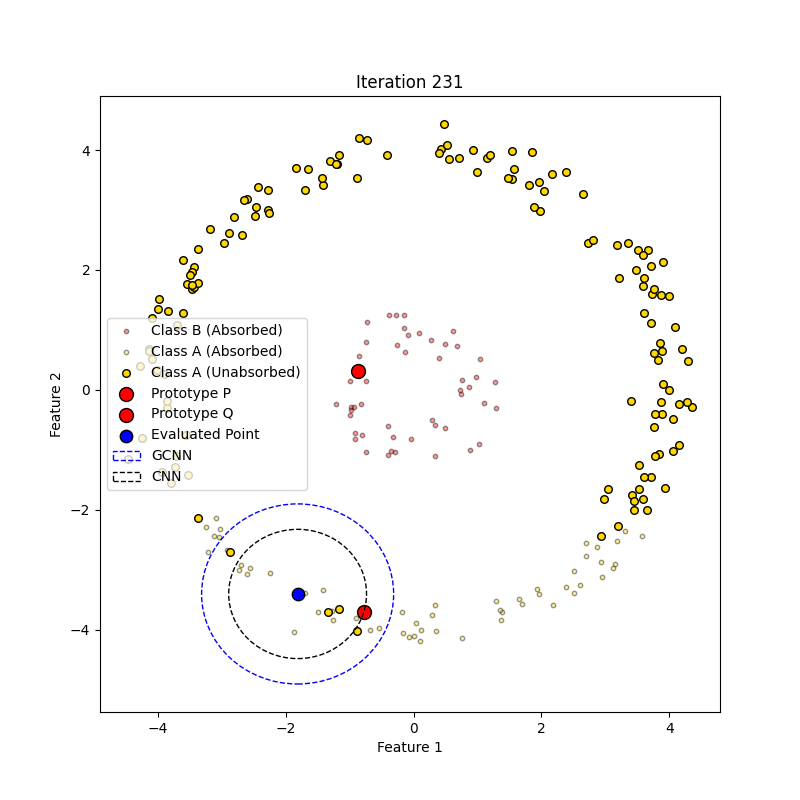 Iteration 231
4
2
0
−2
−4
Feature 2
Class B (Absorbed)
Class A (Absorbed)
Class A (Unabsorbed)
Prototype P
Prototype Q
Evaluated Point
GCNN
CNN
−4 −2 0 2 4
Feature 1